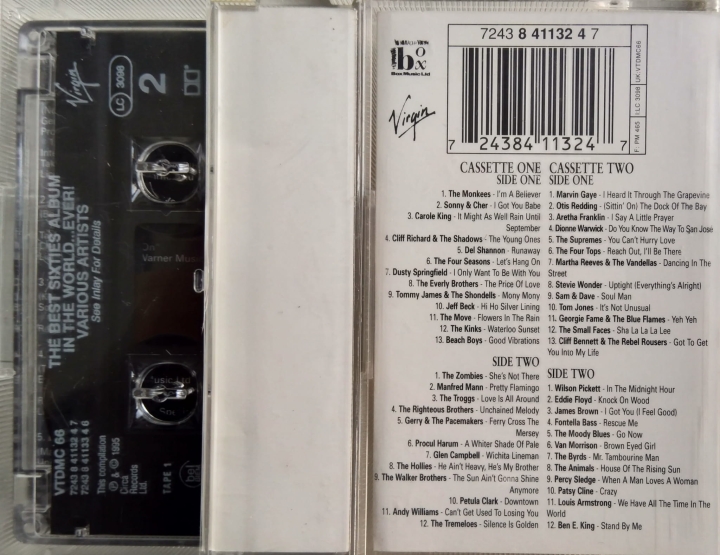 Virgin
LC 3098
2
THE BEST SIXTIES ALBUM
IN THE WORLD...EVER!
VARIOUS ARTISTS
See Inlay For Details
VTDMC 66
7243 8 41132 4 7
7243 8 41133 4 6
This compilation
℗ & © 1995
Circa
Records
Ltd.
TAPE 1
Varner Music
box
Box Music Ltd
Virgin
7243 8 41132 4 7
7 24384 11324 7
UK: VTDMC66
LC 3098
F: PM 465
CASSETTE ONE
SIDE ONE
1. The Monkees - I'm A Believer
2. Sonny & Cher - I Got You Babe
3. Carole King - It Might As Well Rain Until
September
4. Cliff Richard & The Shadows - The Young Ones
5. Del Shannon - Runaway
6. The Four Seasons - Let's Hang On
7. Dusty Springfield - I Only Want To Be With You
8. The Everly Brothers - The Price Of Love
9. Tommy James & The Shondells - Mony Mony
10. Jeff Beck - Hi Ho Silver Lining
11. The Move - Flowers In The Rain
12. The Kinks - Waterloo Sunset
13. Beach Boys - Good Vibrations
SIDE TWO
1. The Zombies - She's Not There
2. Manfred Mann - Pretty Flamingo
3. The Troggs - Love Is All Around
4. The Righteous Brothers - Unchained Melody
5. Gerry & The Pacemakers - Ferry Cross The
Mersey
6. Procul Harum - A Whiter Shade Of Pale
7. Glen Campbell - Wichita Lineman
8. The Hollies - He Ain't Heavy, He's My Brother
9. The Walker Brothers - The Sun Ain't Gonna Shine
Anymore
10. Petula Clark - Downtown
11. Andy Williams - Can't Get Used To Losing You
12. The Tremeloes - Silence Is Golden
CASSETTE TWO
SIDE ONE
1. Marvin Gaye - I Heard It Through The Grapevine
2. Otis Redding - (Sittin' On) The Dock Of The Bay
3. Aretha Franklin - I Say A Little Prayer
4. Dionne Warwick - Do You Know The Way To San José
5. The Supremes - You Can't Hurry Love
6. The Four Tops - Reach Out, I'll Be There
7. Martha Reeves & The Vandellas - Dancing In The
Street
8. Stevie Wonder - Uptight (Everything's Alright)
9. Sam & Dave - Soul Man
10. Tom Jones - It's Not Unusual
11. Georgie Fame & The Blue Flames - Yeh Yeh
12. The Small Faces - Sha La La La Lee
13. Cliff Bennett & The Rebel Rousers - Got To Get
You Into My Life
SIDE TWO
1. Wilson Pickett - In The Midnight Hour
2. Eddie Floyd - Knock On Wood
3. James Brown - I Got You (I Feel Good)
4. Fontella Bass - Rescue Me
5. The Moody Blues - Go Now
6. Van Morrison - Brown Eyed Girl
7. The Byrds - Mr. Tambourine Man
8. The Animals - House Of The Rising Sun
9. Percy Sledge - When A Man Loves A Woman
10. Patsy Cline - Crazy
11. Louis Armstrong - We Have All The Time In The
World
12. Ben E. King - Stand By Me